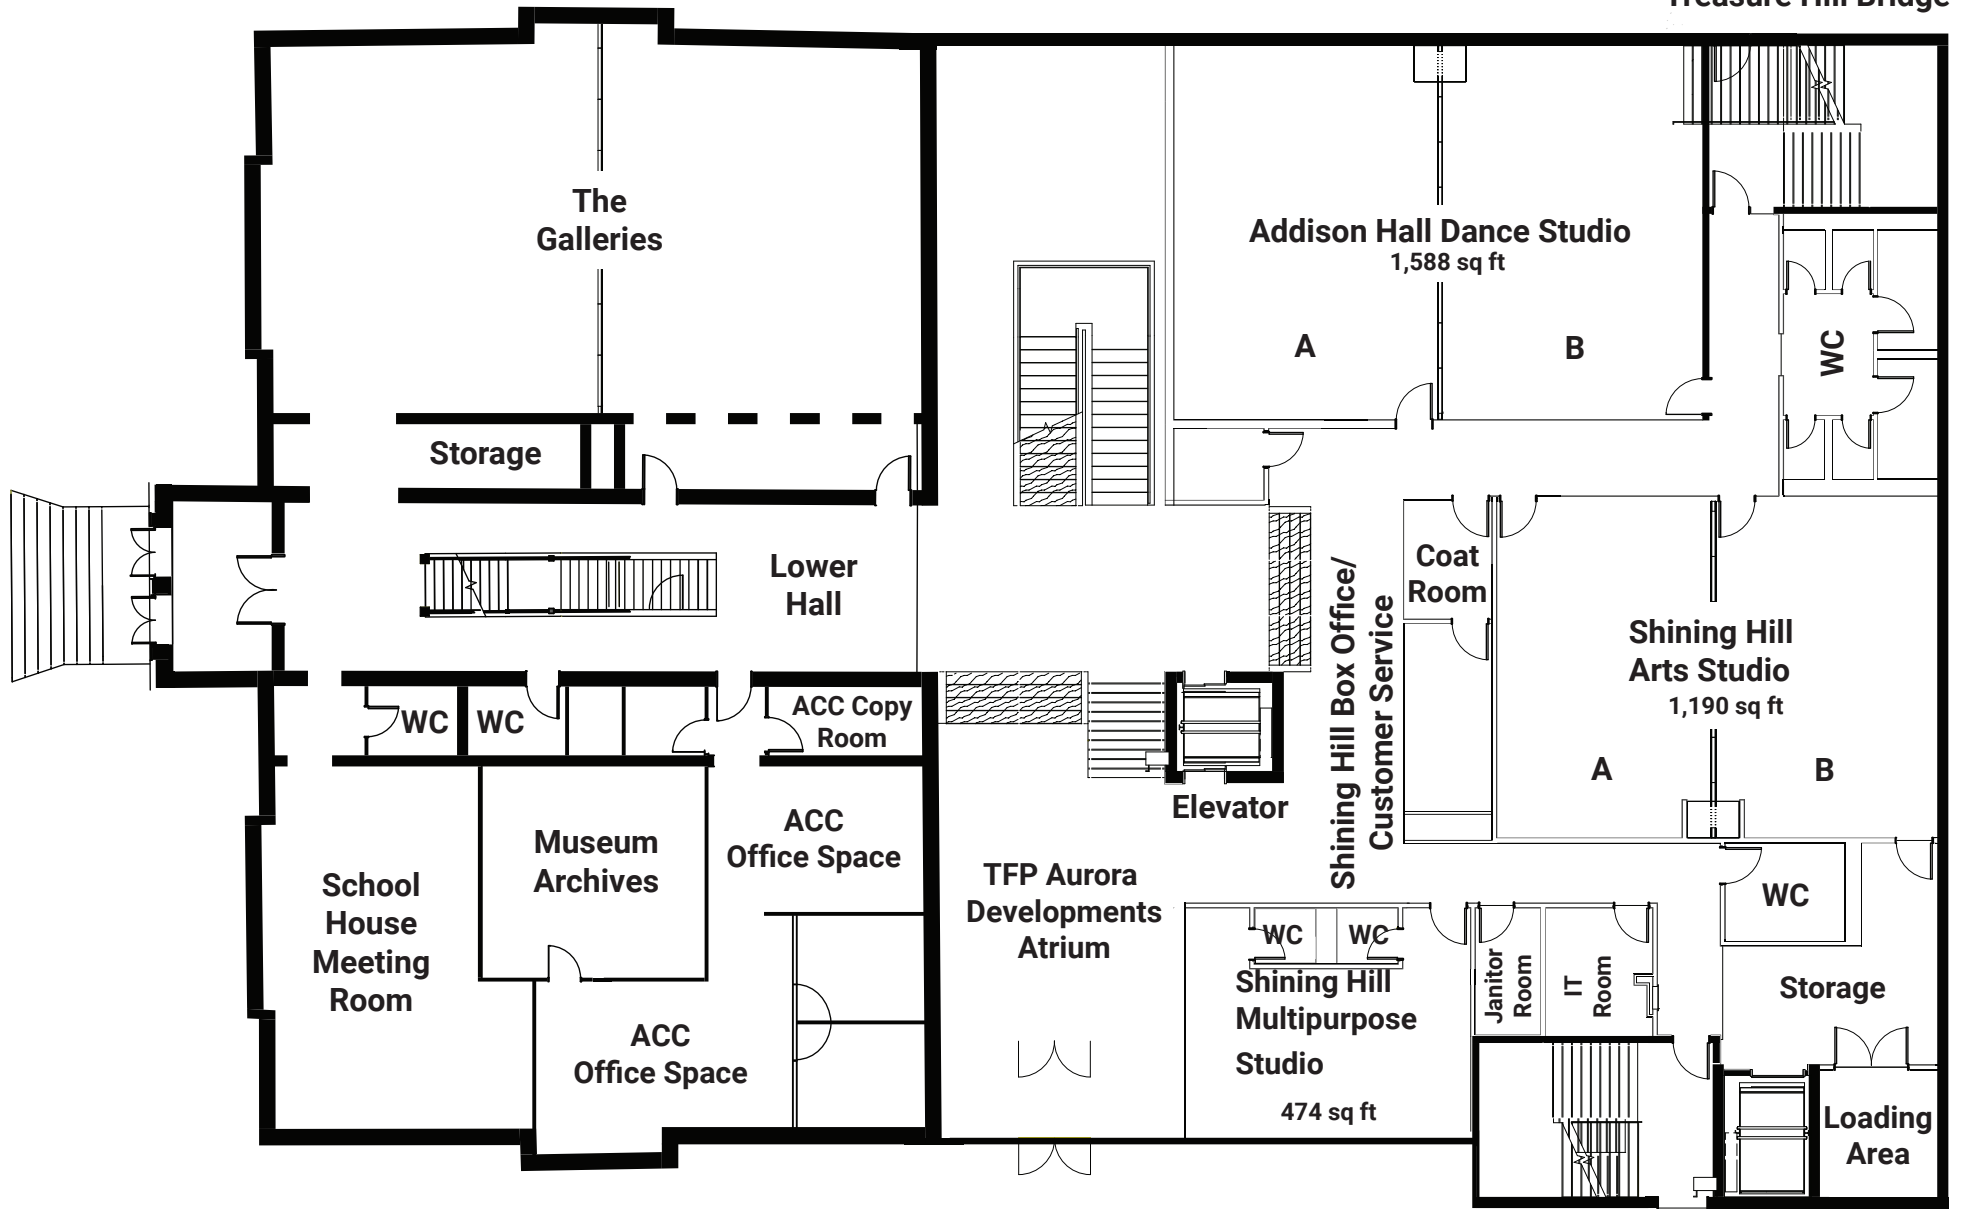 Treasure Hill Bridge
The
Galleries
Addison Hall Dance Studio
1,588 sq ft
A
B
WC
Storage
Lower
Hall
Coat
Room
Shining Hill Box Office/
Customer Service
Shining Hill
Arts Studio
1,190 sq ft
A
B
WC
WC
ACC Copy
Room
Elevator
School
House
Meeting
Room
Museum
Archives
ACC
Office Space
ACC
Office Space
TFP Aurora
Developments
Atrium
WC
WC
Shining Hill
Multipurpose
Studio
474 sq ft
Janitor
Room
IT
Room
WC
Storage
Loading
Area